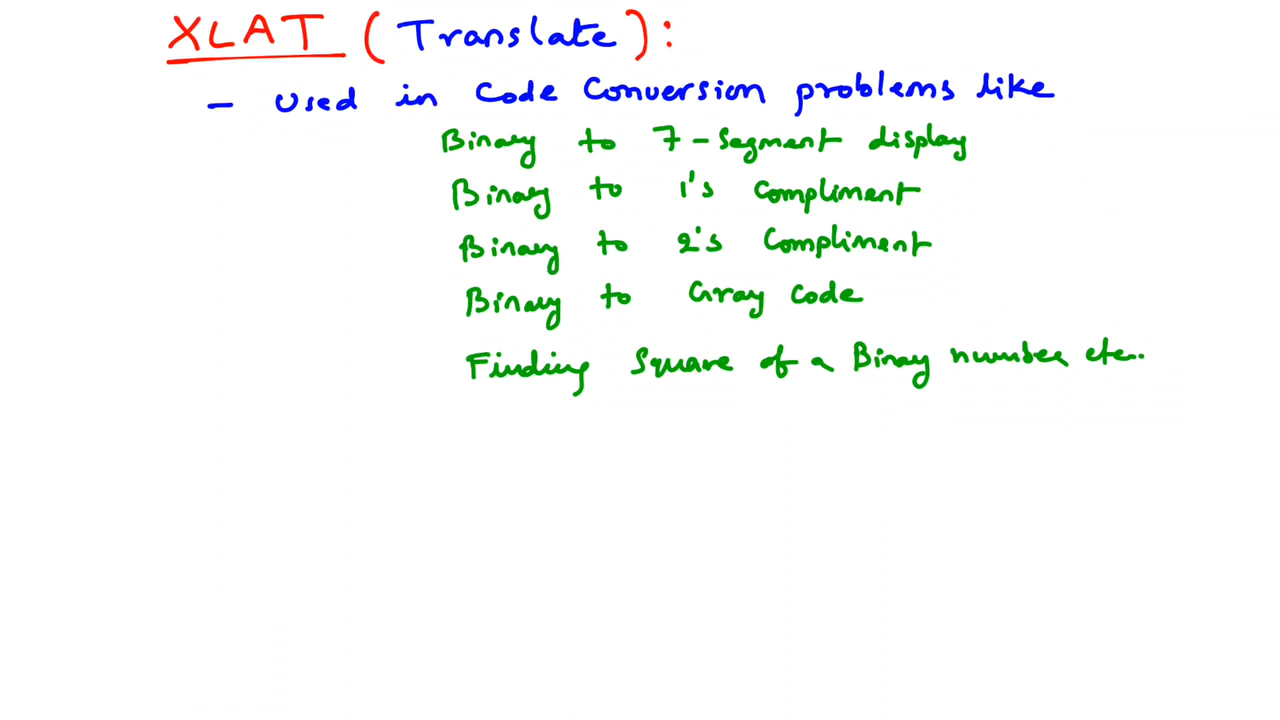 XLAT (Translate):
- Used in Code Conversion problems like
Binary to 7-Segment display
Binary to 1's Compliment
Binary to 2's Compliment
Binary to Gray Code
Finding Square of a Binay number etc..